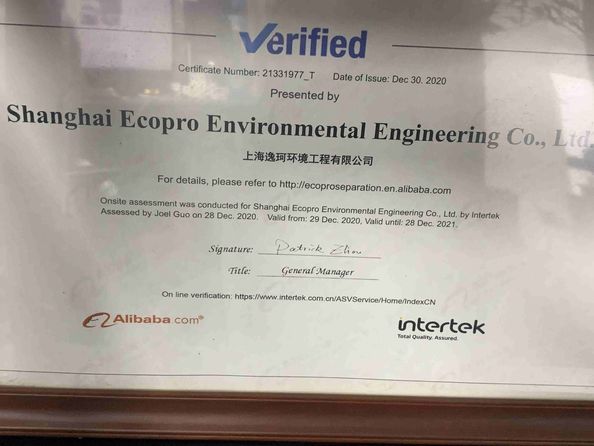 Verified
Certificate Number: 21331977_T Date of Issue: Dec 30. 2020
Presented by
Shanghai Ecopro Environmental Engineering Co., Ltd.
上海逸珂环境工程有限公司
For details, please refer to http://ecoproseparation.en.alibaba.com
Onsite assessment was conducted for Shanghai Ecopro Environmental Engineering Co., Ltd. by Intertek
Assessed by Joel Guo on 28 Dec. 2020. Valid from: 29 Dec. 2020, Valid until: 28 Dec. 2021.
Signature: Patrick Zhou
Title: General Manager
On line verification: https://www.intertek.com.cn/ASVService/Home/IndexCN
Alibaba.com®
intertek
Total Quality. Assured.